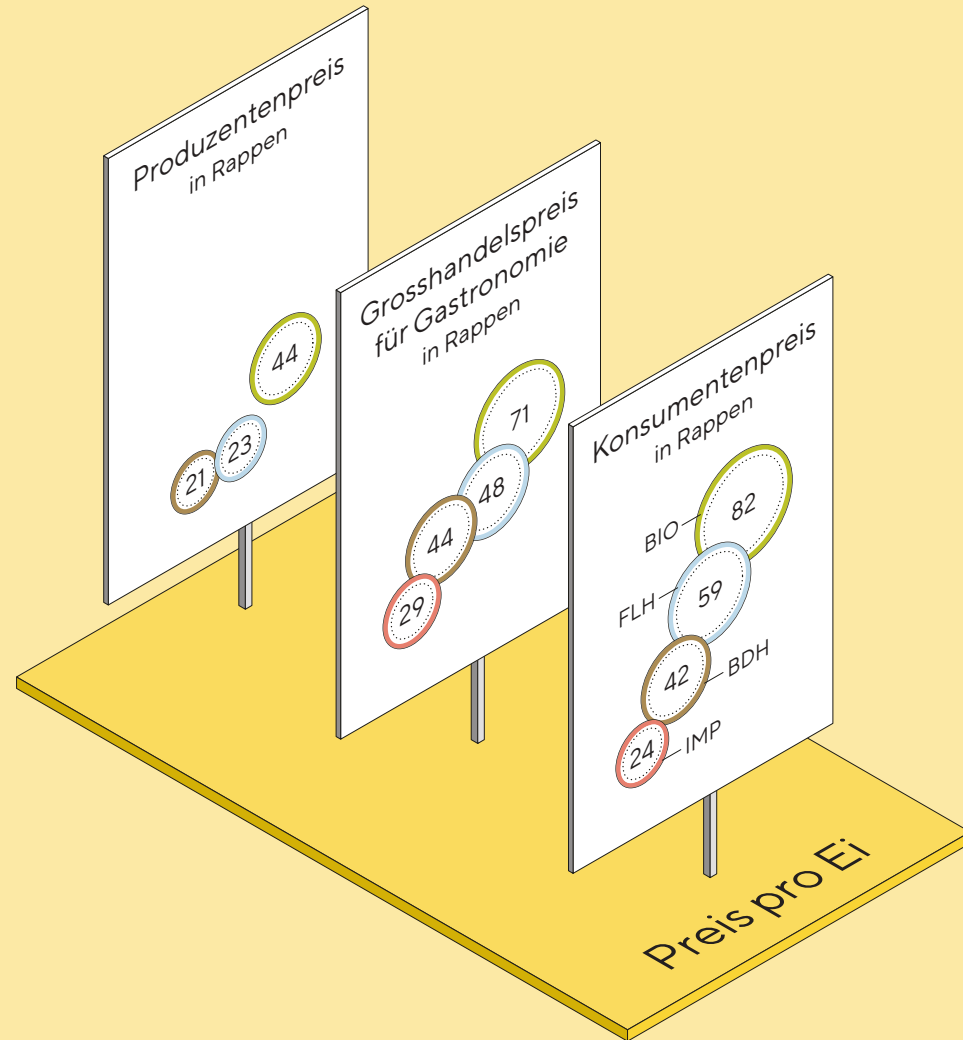 Produzentenpreis
in Rappen
44
23
21
Grosshandelspreis
für Gastronomie
in Rappen
71
48
44
29
Konsumentenpreis
in Rappen
82
BIO
59
FLH
42
BDH
24
IMP
Preis pro Ei